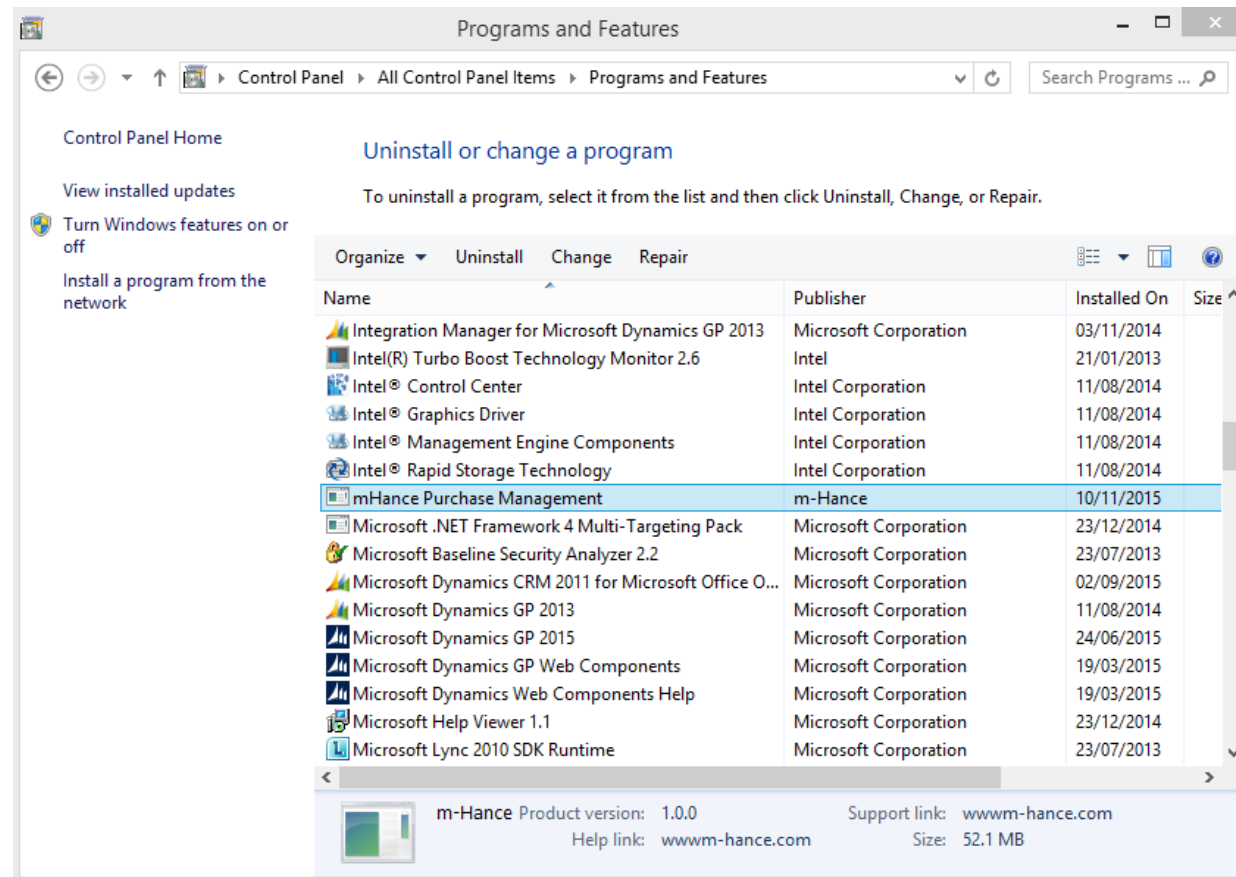 Programs and Features
Control Panel ▸ All Control Panel Items ▸ Programs and Features
Search Programs ...
Control Panel Home
View installed updates
Turn Windows features on or
off
Install a program from the
network
Uninstall or change a program
To uninstall a program, select it from the list and then click Uninstall, Change, or Repair.
Organize Uninstall Change Repair
Name Publisher Installed On Size
Integration Manager for Microsoft Dynamics GP 2013 Microsoft Corporation 03/11/2014
Intel(R) Turbo Boost Technology Monitor 2.6 Intel 21/01/2013
Intel® Control Center Intel Corporation 11/08/2014
Intel® Graphics Driver Intel Corporation 11/08/2014
Intel® Management Engine Components Intel Corporation 11/08/2014
Intel® Rapid Storage Technology Intel Corporation 11/08/2014
mHance Purchase Management m-Hance 10/11/2015
Microsoft .NET Framework 4 Multi-Targeting Pack Microsoft Corporation 23/12/2014
Microsoft Baseline Security Analyzer 2.2 Microsoft Corporation 23/07/2013
Microsoft Dynamics CRM 2011 for Microsoft Office O... Microsoft Corporation 02/09/2015
Microsoft Dynamics GP 2013 Microsoft Corporation 11/08/2014
Microsoft Dynamics GP 2015 Microsoft Corporation 24/06/2015
Microsoft Dynamics GP Web Components Microsoft Corporation 19/03/2015
Microsoft Dynamics Web Components Help Microsoft Corporation 19/03/2015
Microsoft Help Viewer 1.1 Microsoft Corporation 23/12/2014
Microsoft Lync 2010 SDK Runtime Microsoft Corporation 23/07/2013
m-Hance Product version: 1.0.0 Support link: wwwm-hance.com
Help link: wwwm-hance.com Size: 52.1 MB